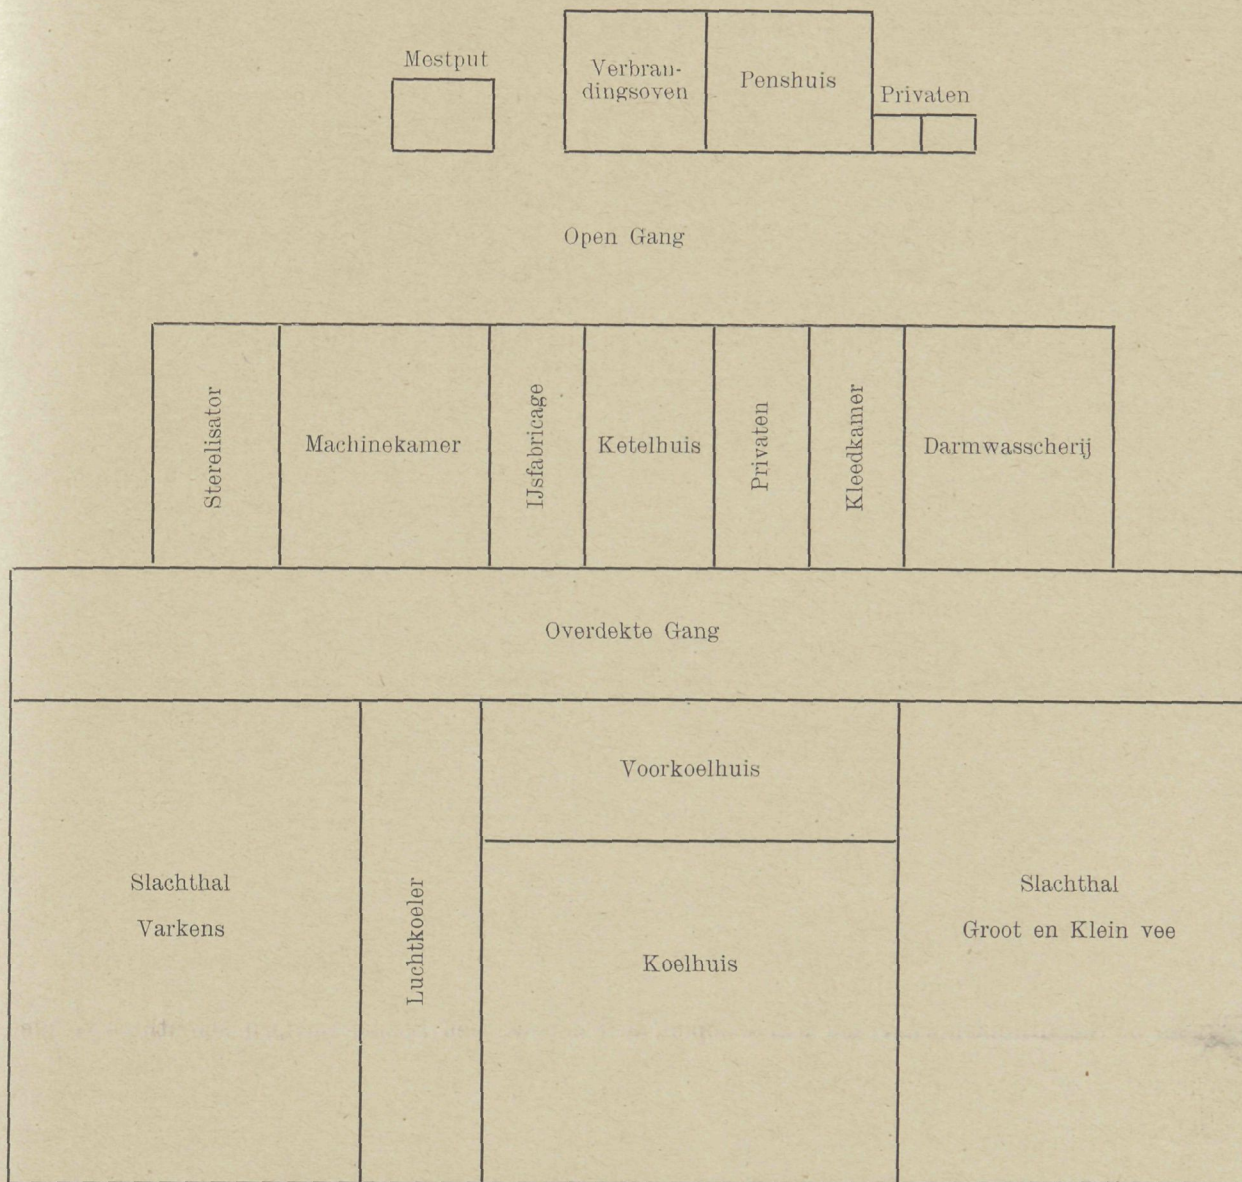 Mestput
Verbran-
dingsoven
Penshuis
Privaten
Open Gang
Sterelisator
Machinekamer
IJsfabricage
Ketelhuis
Privaten
Kleedkamer
Darmwasscherij
Overdekte Gang
Voorkoelhuis
Slachthal
Varkens
Luchtkoeler
Koelhuis
Slachthal
Groot en Klein vee